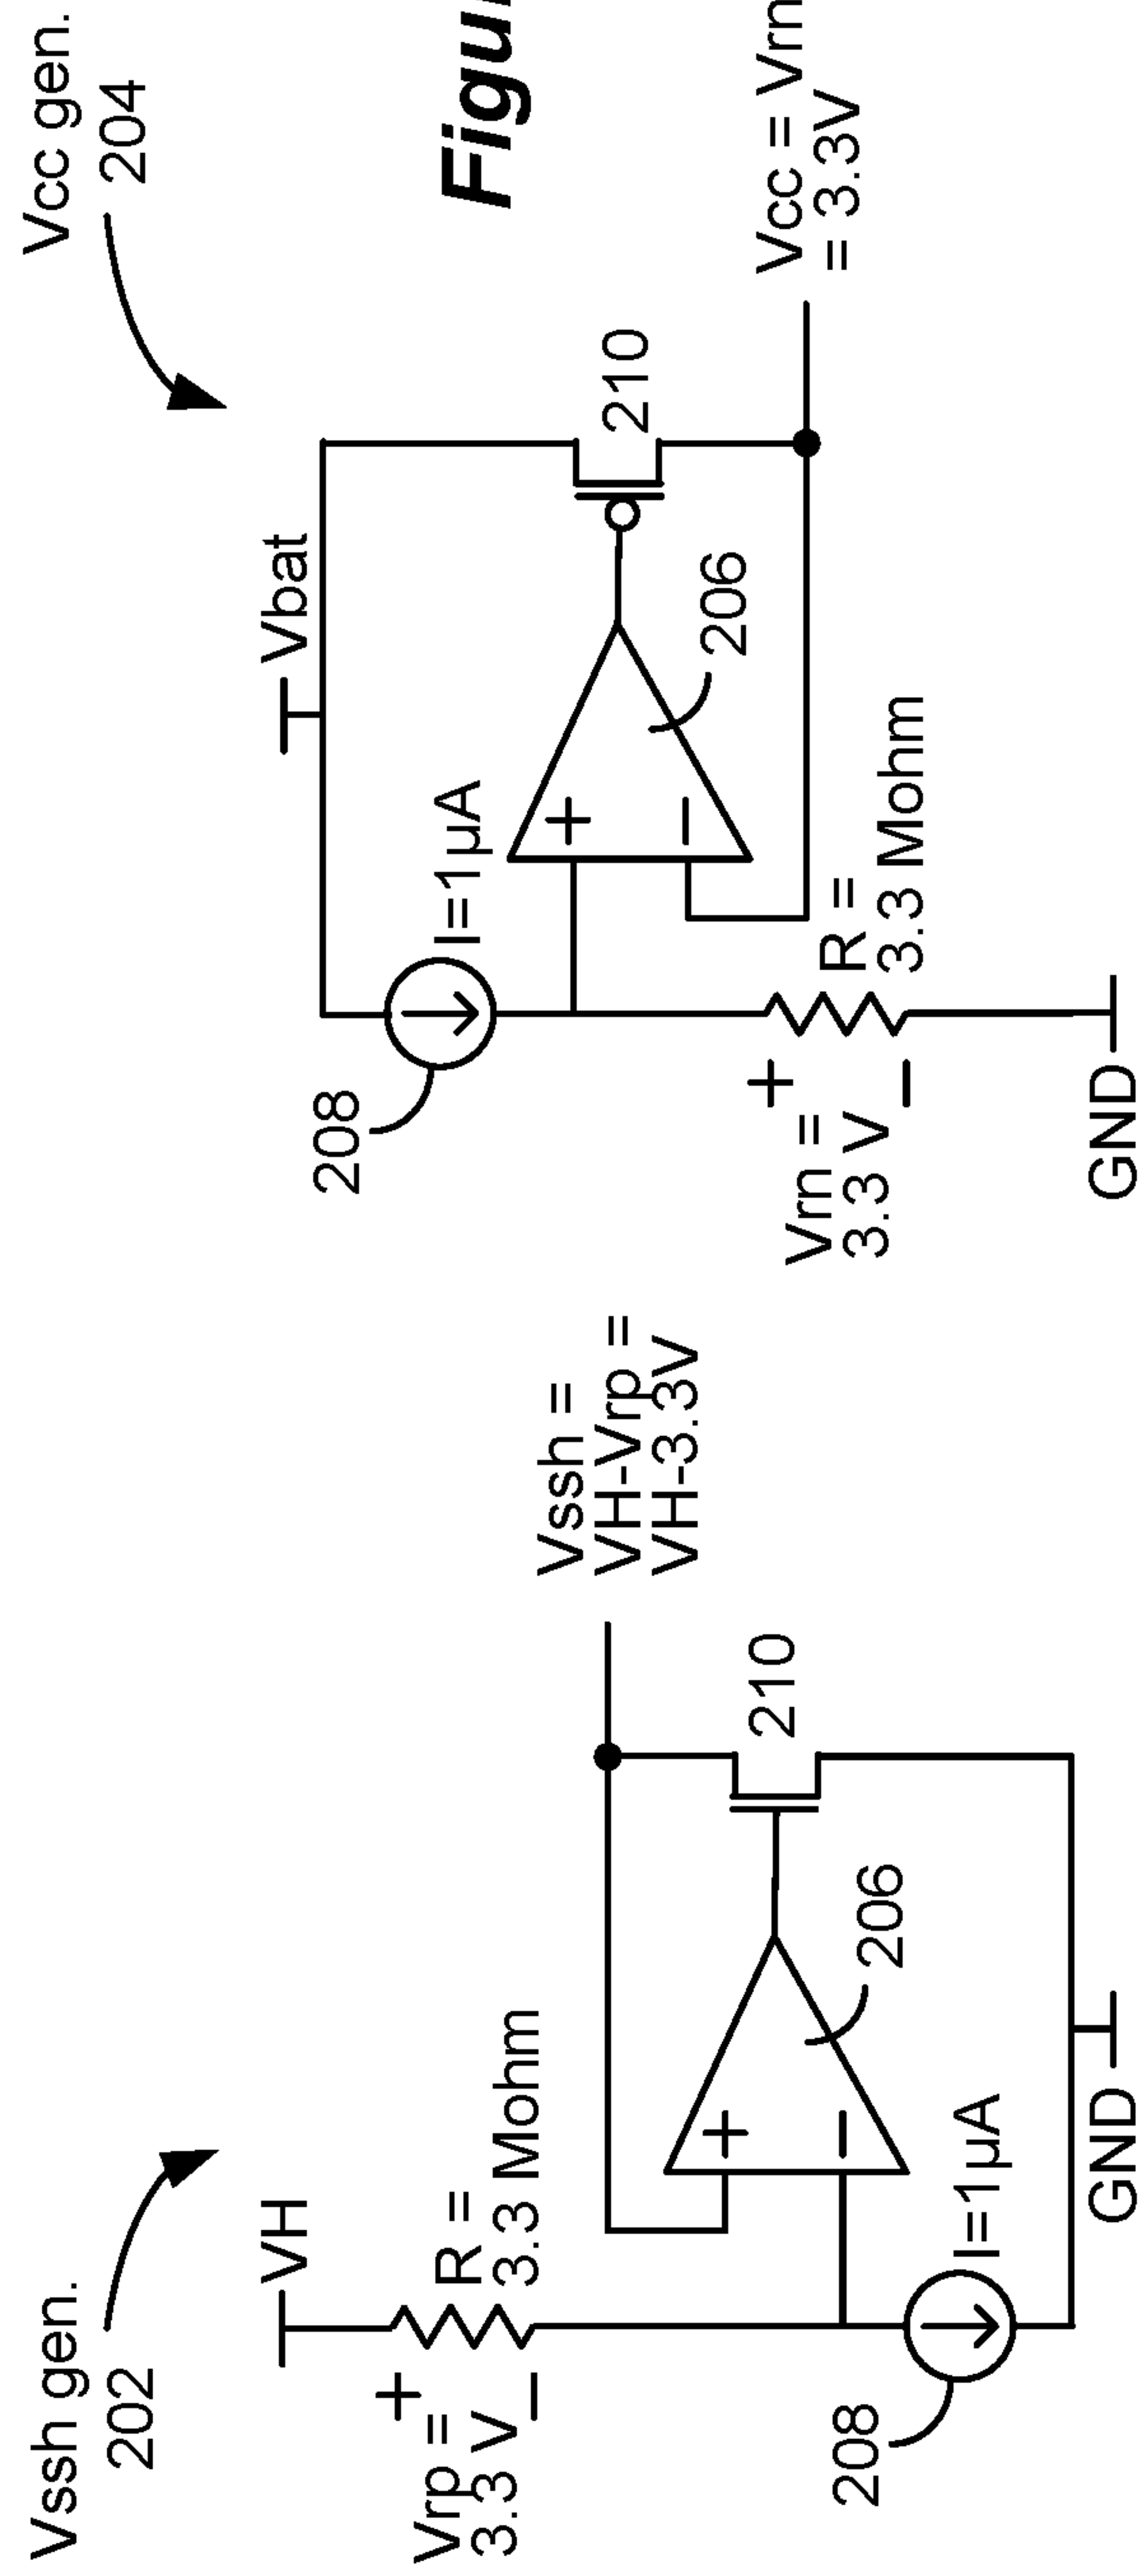 Vssh gen.
202
VH
Vrp =
3.3 V
+
−
R =
3.3 Mohm
208
I=1µA
+
−
206
210
GND
Vssh =
VH-Vrp =
VH-3.3V
Vcc gen.
204
Vbat
208
I=1µA
+
−
206
210
Vrn =
3.3 V
+
−
R =
3.3 Mohm
GND
Vcc = Vrn
= 3.3V